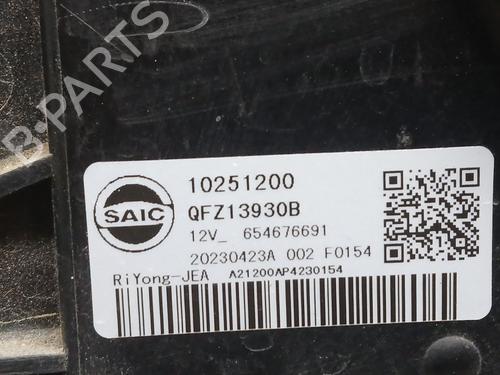 B-PARTS
SAIC
10251200
QFZ13930B
12V_ 654676691
20230423A 002 F0154
RiYong-JEA A21200AP4230154